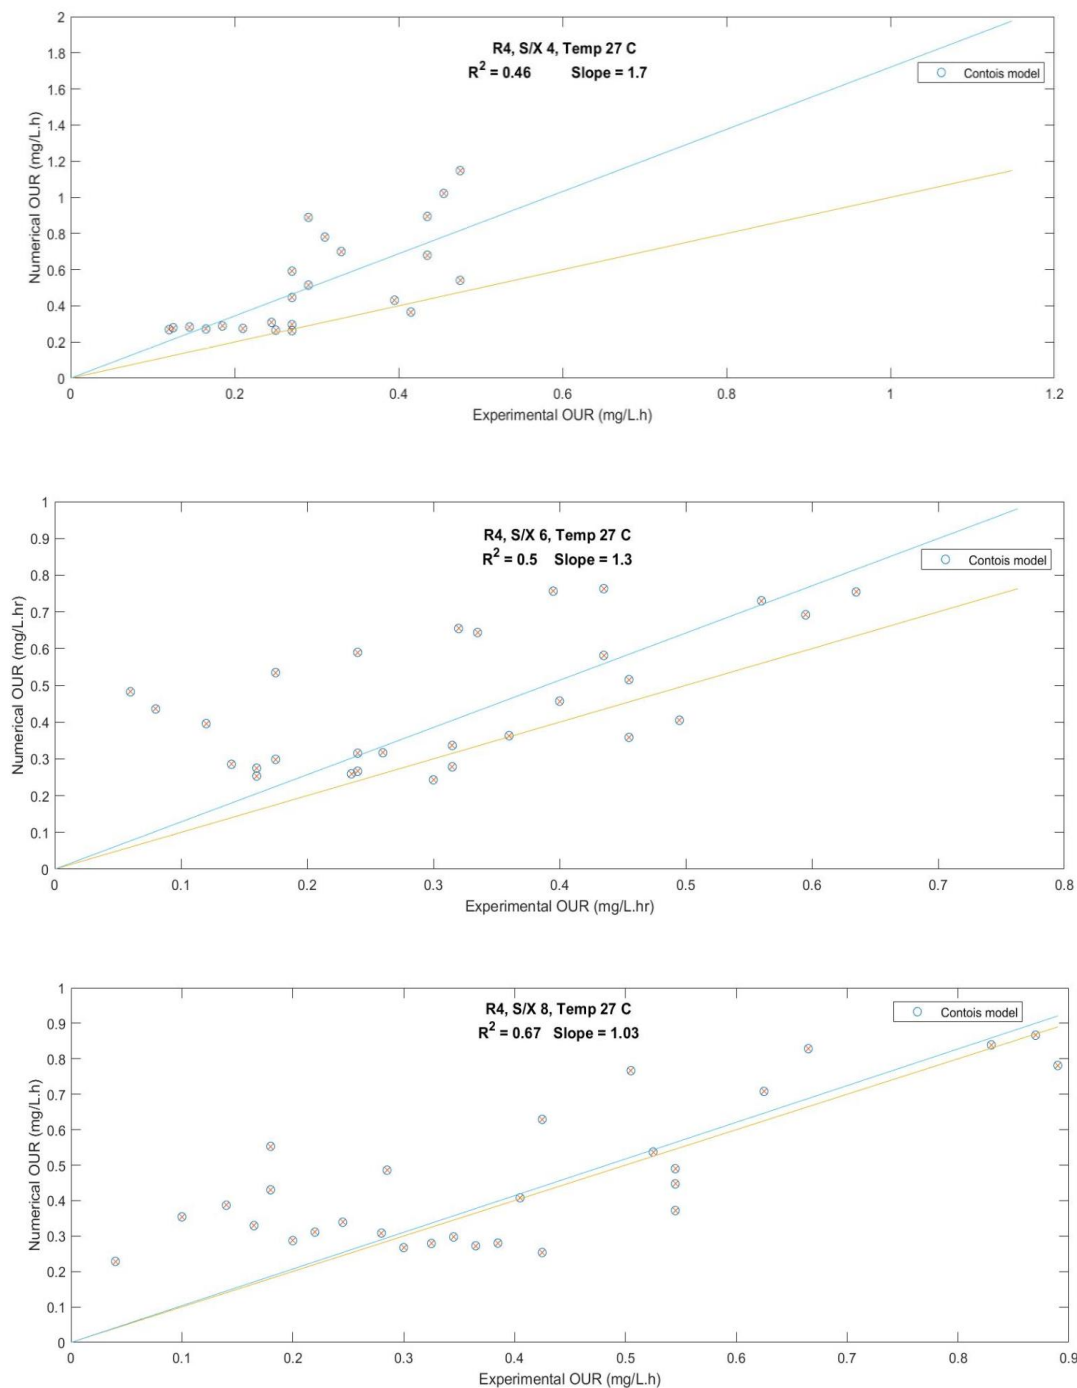 2
1.8
1.6
1.4
1.2
1
0.8
0.6
0.4
0.2
0
Numerical OUR (mg/L.h)
R4, S/X 4, Temp 27 C
R² = 0.46 Slope = 1.7
Contois model
0 0.2 0.4 0.6 0.8 1 1.2
Experimental OUR (mg/L.h)
1
0.9
0.8
0.7
0.6
0.5
0.4
0.3
0.2
0.1
0
Numerical OUR (mg/L.hr)
R4, S/X 6, Temp 27 C
R² = 0.5 Slope = 1.3
Contois model
0 0.1 0.2 0.3 0.4 0.5 0.6 0.7 0.8
Experimental OUR (mg/L.hr)
1
0.9
0.8
0.7
0.6
0.5
0.4
0.3
0.2
0.1
0
Numerical OUR (mg/L.h)
R4, S/X 8, Temp 27 C
R² = 0.67 Slope = 1.03
Contois model
0 0.1 0.2 0.3 0.4 0.5 0.6 0.7 0.8 0.9
Experimental OUR (mg/L.h)